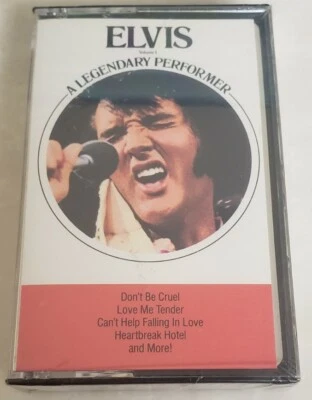 ELVIS
Volume 1
A LEGENDARY PERFORMER
Don't Be Cruel
Love Me Tender
Can't Help Falling In Love
Heartbreak Hotel
and More!